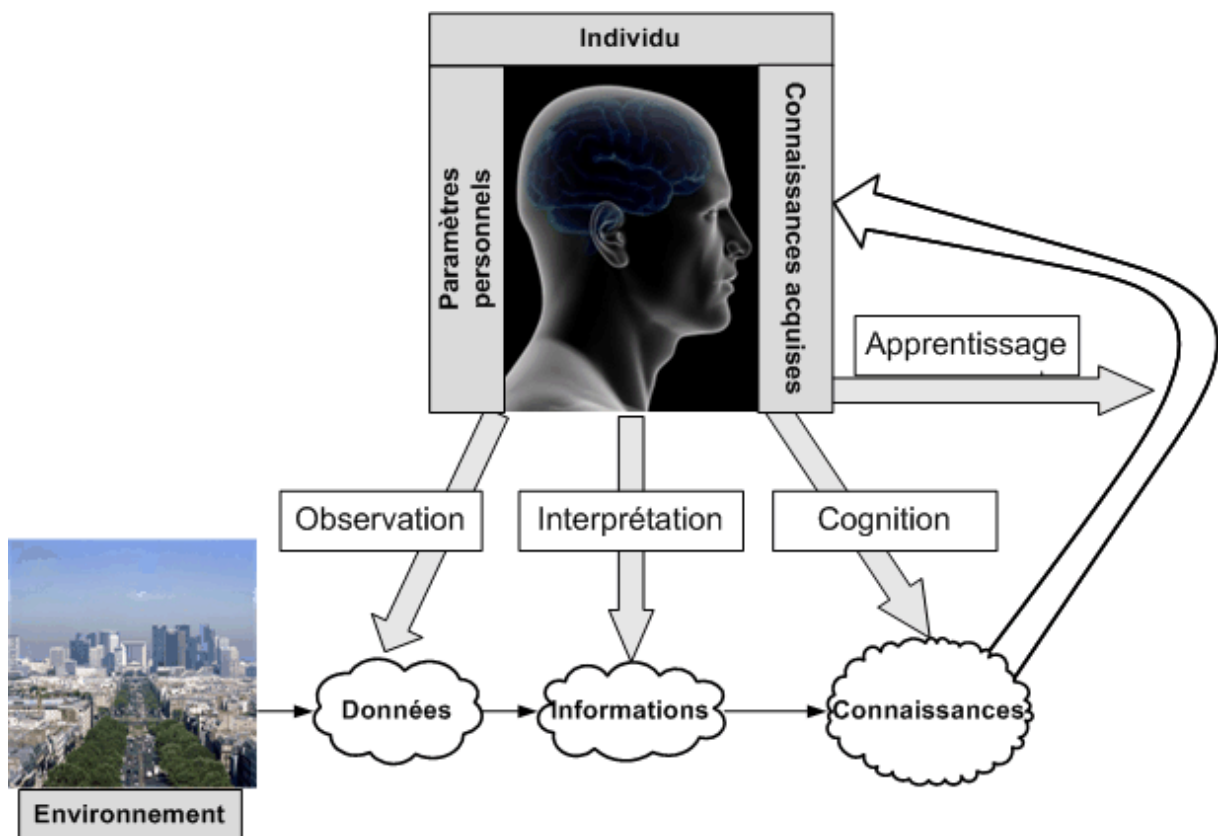 Individu
Paramètres
personnels
Connaissances acquises
Apprentissage
Observation
Interprétation
Cognition
Données
Informations
Connaissances
Environnement